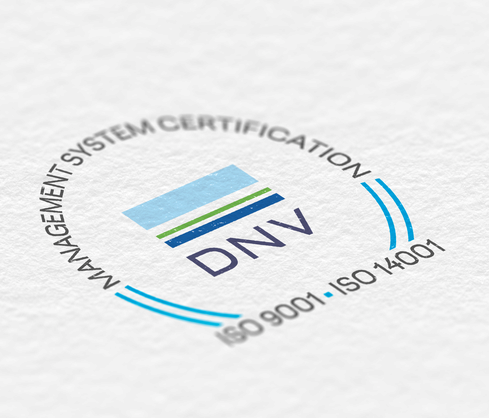 MANAGEMENT SYSTEM CERTIFICATION
DNV
ISO 9001 ▪ ISO 14001